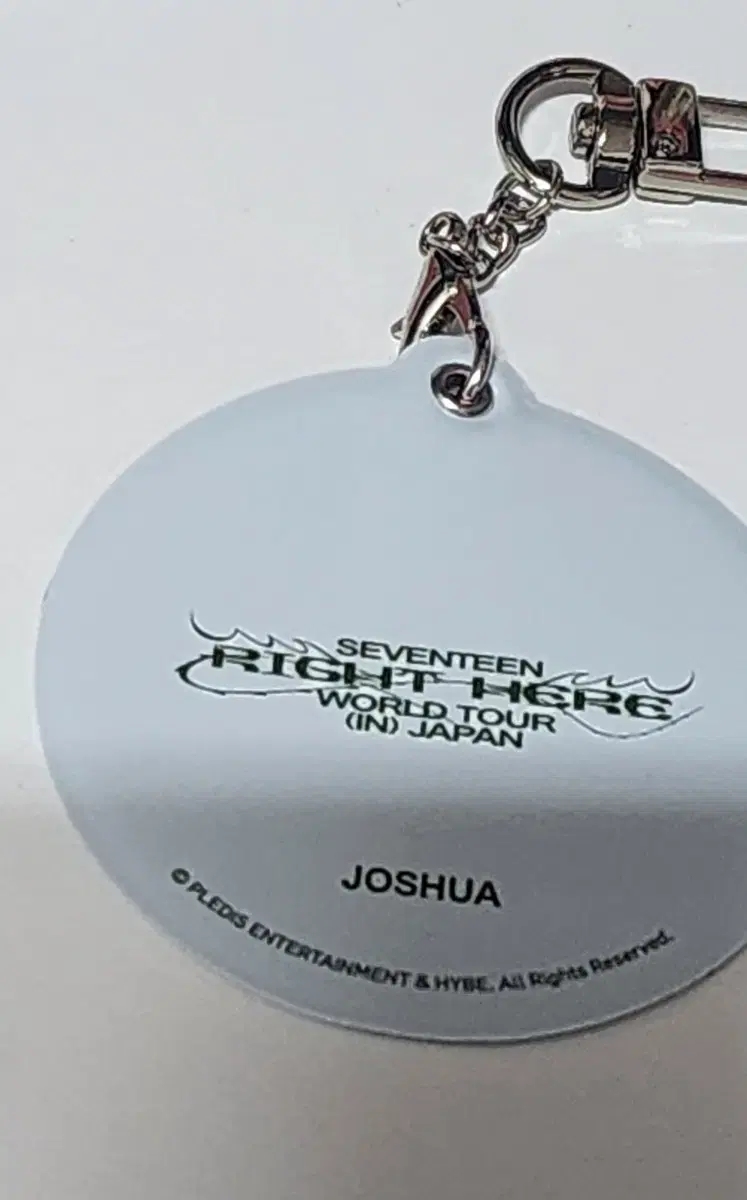 SEVENTEEN
RIGHT HERE
WORLD TOUR
(IN) JAPAN
JOSHUA
© PLEDIS ENTERTAINMENT & HYBE. All Rights Reserved.